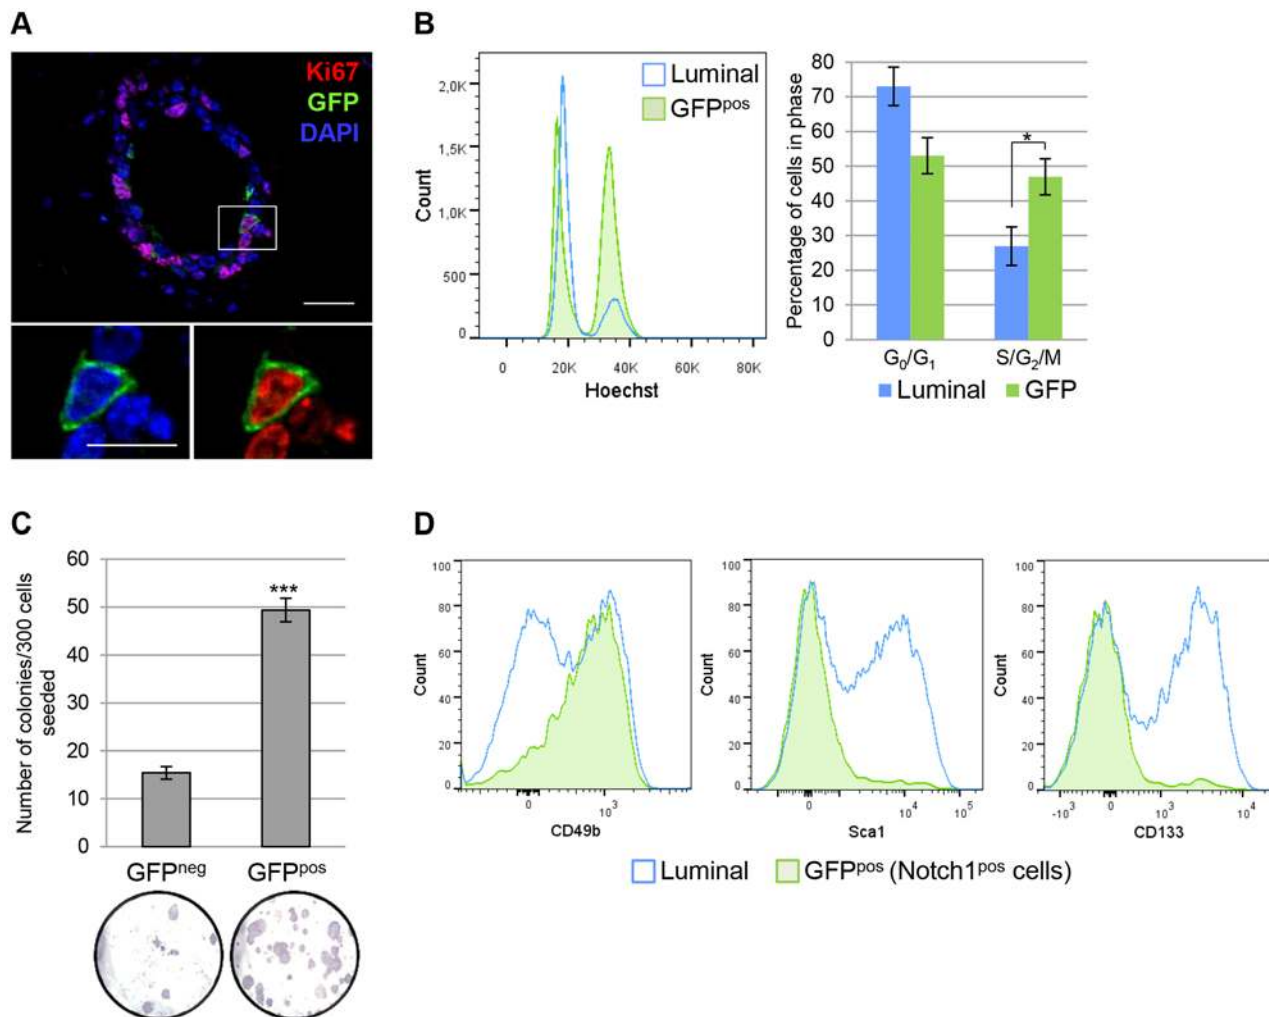 A
Ki67
GFP
DAPI
B
Luminal
GFPpos
2,0K
1,5K
1,0K
500
0
Count
0
20K
40K
60K
80K
Hoechst
Percentage of cells in phase
80
70
60
50
40
30
20
10
0
*
G0/G1
S/G2/M
Luminal
GFP
C
Number of colonies/300 cells
seeded
60
50
40
30
20
10
0
***
GFPneg
GFPpos
D
Count
100
80
60
40
20
0
0
10³
CD49b
Count
100
80
60
40
20
0
0
10⁴
10⁵
Sca1
Count
100
80
60
40
20
0
-10³
0
10³
10⁴
CD133
Luminal
GFPpos (Notch1pos cells)